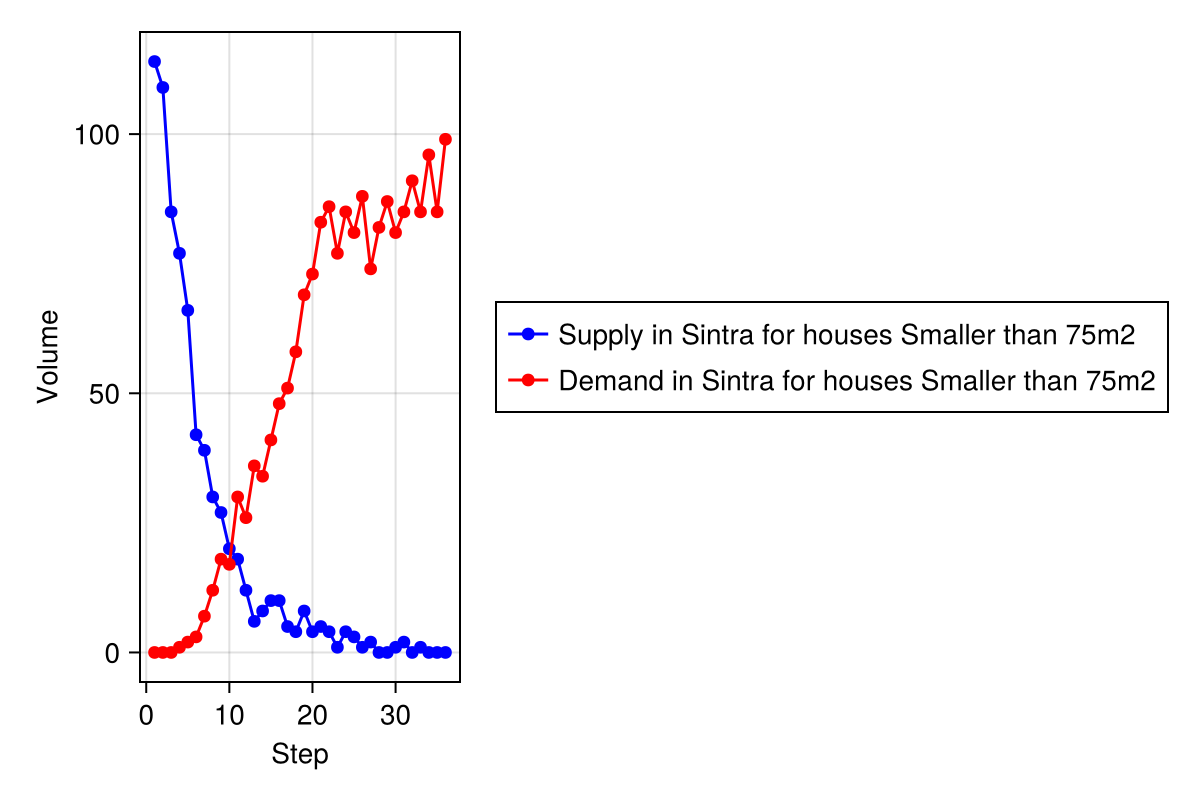 100
50
0
Volume
0 10 20 30
Step
Supply in Sintra for houses Smaller than 75m2
Demand in Sintra for houses Smaller than 75m2